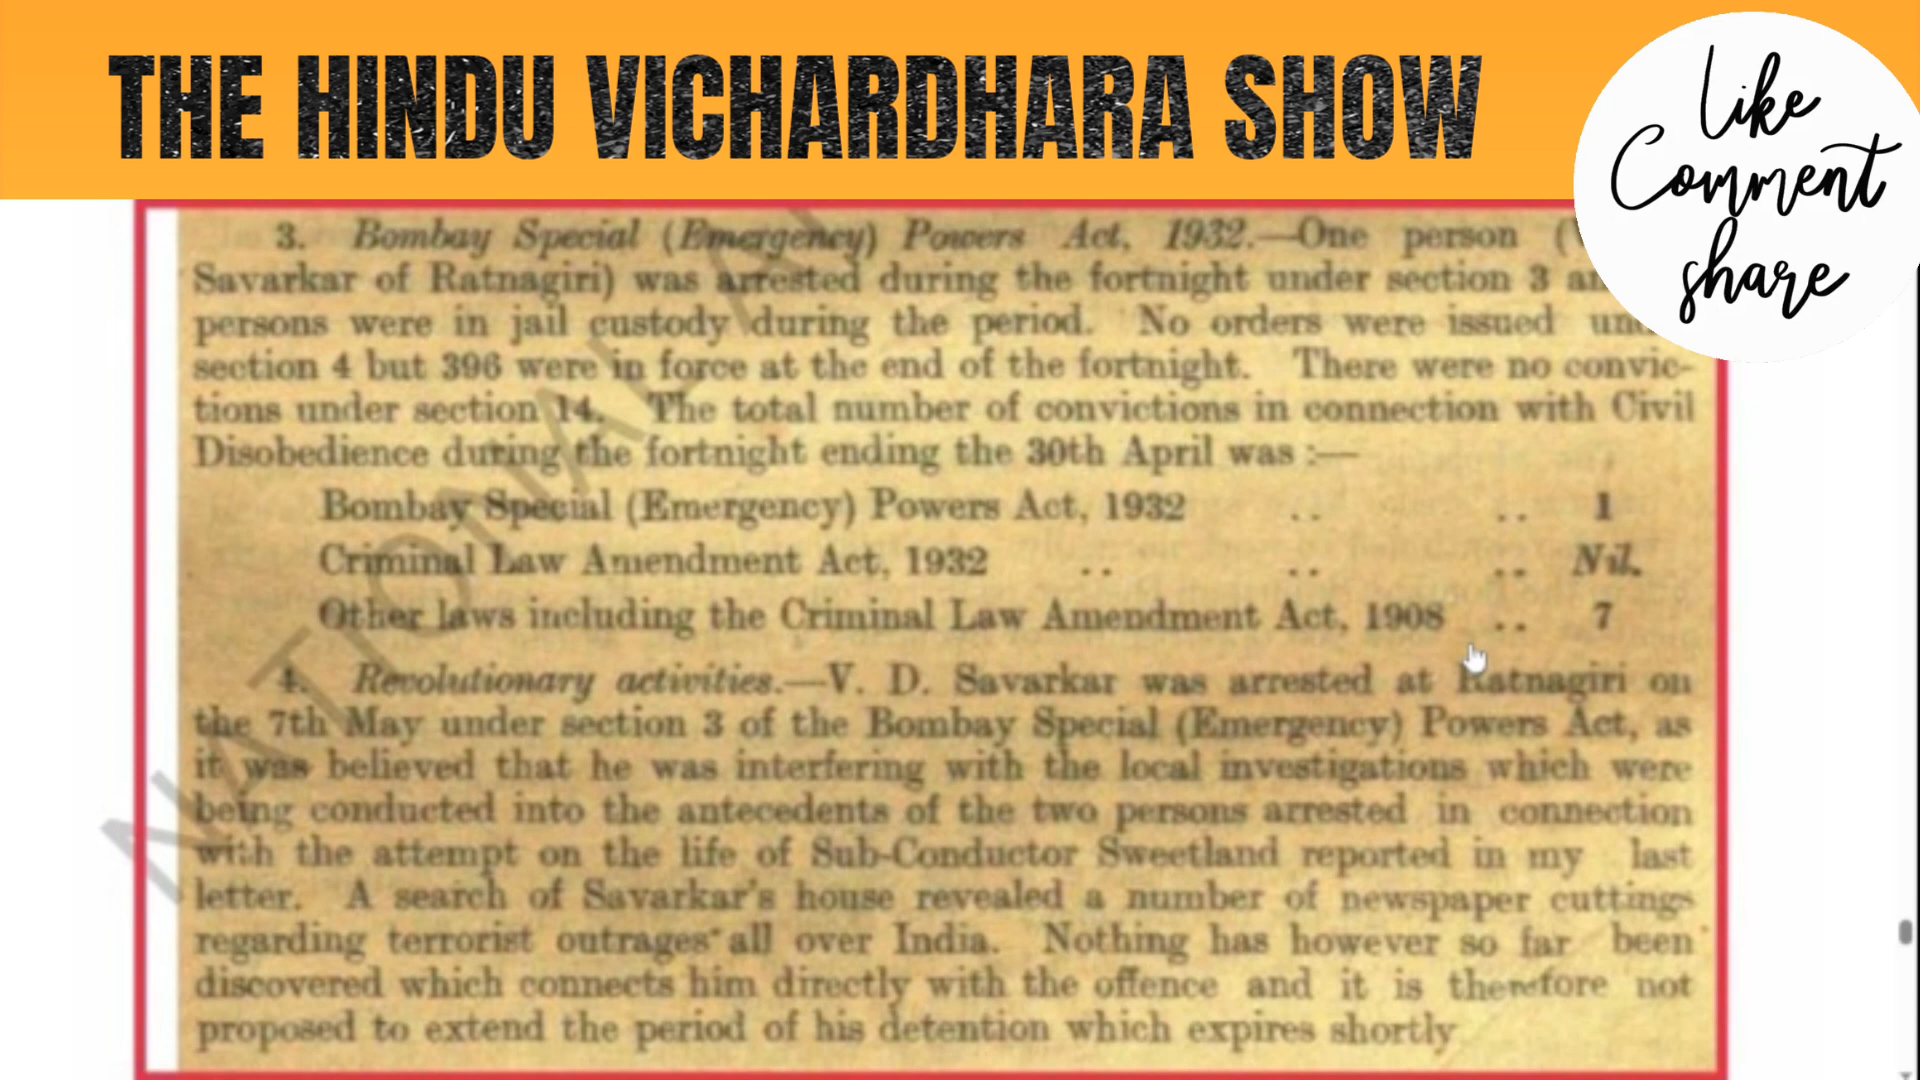 THE HINDU VICHARDHARA SHOW
Like
Comment
share
3. Bombay Special (Emergency) Powers Act, 1932.—One person (
Savarkar of Ratnagiri) was arrested during the fortnight under section 3
persons were in jail custody during the period. No orders were issued
section 4 but 396 were in force at the end of the fortnight. There were no convic-
tions under section 14. The total number of convictions in connection with Civil
Disobedience during the fortnight ending the 30th April was :—
Bombay Special (Emergency) Powers Act, 1932 .. .. 1
Criminal Law Amendment Act, 1932 .. .. .. Nil.
Other laws including the Criminal Law Amendment Act, 1908 .. 7
4. Revolutionary activities.—V. D. Savarkar was arrested at Ratnagiri on
the 7th May under section 3 of the Bombay Special (Emergency) Powers Act, as
it was believed that he was interfering with the local investigations which were
being conducted into the antecedents of the two persons arrested in connection
with the attempt on the life of Sub-Conductor Sweetland reported in my last
letter. A search of Savarkar's house revealed a number of newspaper cuttings
regarding terrorist outrages all over India. Nothing has however so far been
discovered which connects him directly with the offence and it is therefore not
proposed to extend the period of his detention which expires shortly
NATIONAL